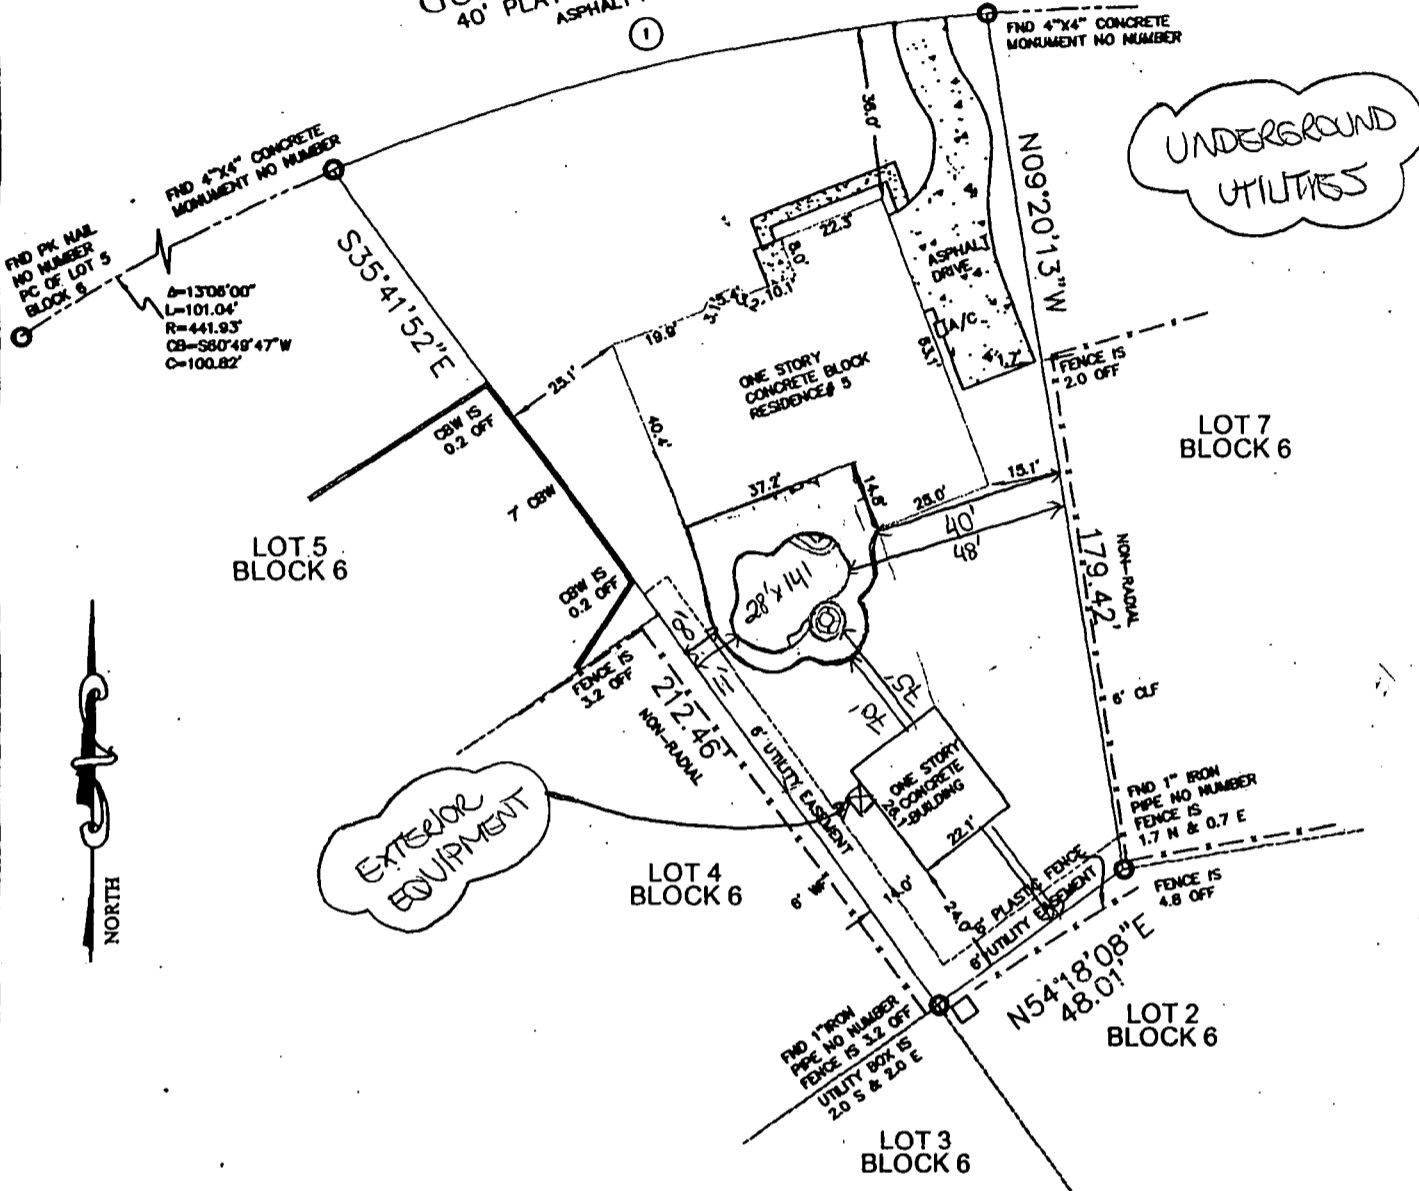 40' PLAT
ASPHALT
1
FND 4"X4" CONCRETE
MONUMENT NO NUMBER
UNDERGROUND
UTILITIES
FND 4"X4" CONCRETE
MONUMENT NO NUMBER
FND PK NAIL
NO NUMBER
PC OF LOT 5
BLOCK 6
Δ=13°06'00"
L=101.04'
R=441.93'
CB=S60°49'47"W
C=100.82'
S35°41'52"E
N09°20'13"W
36.0'
22.3'
8.0'
10.1'
19.9'
25.1'
ASPHALT
DRIVE
A/C
63.1'
FENCE IS
2.0 OFF
ONE STORY
CONCRETE BLOCK
RESIDENCE# 5
40.4'
CBW IS
0.2 OFF
LOT 7
BLOCK 6
37.2'
14.8'
25.0'
15.1'
40'
48'
7' CBW
LOT 5
BLOCK 6
28' x 14'
CBW IS
0.2 OFF
179.42'
NON-RADIAL
8'
11'
FENCE IS
3.2 OFF
212.46'
NON-RADIAL
6' CLF
6' UTILITY EASEMENT
ONE STORY
CONCRETE
BUILDING
22.1'
FND 1" IRON
PIPE NO NUMBER
FENCE IS
1.7 N & 0.7 E
EXTERIOR
EQUIPMENT
LOT 4
BLOCK 6
6' WF
14.0'
24.0'
PLASTIC FENCE
6' UTILITY EASEMENT
FENCE IS
4.8 OFF
NORTH
N54°18'08"E
48.01'
LOT 2
BLOCK 6
FND 1" IRON
PIPE NO NUMBER
FENCE IS 3.2 OFF
UTILITY BOX IS
2.0 S & 2.0 E
LOT 3
BLOCK 6